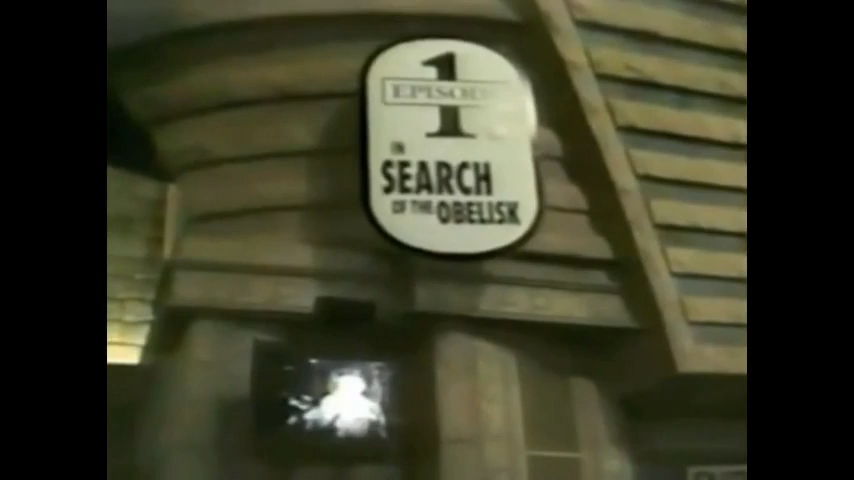 1
EPISODE
IN
SEARCH
OF THE OBELISK